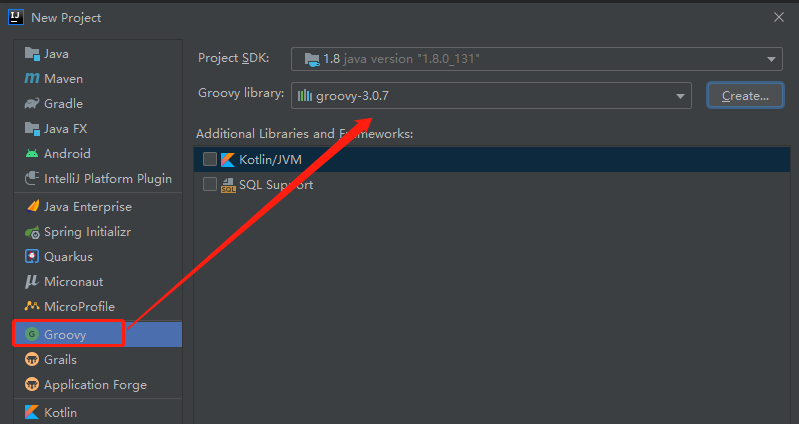 New Project
Java
Maven
Gradle
Java FX
Android
IntelliJ Platform Plugin
Java Enterprise
Spring Initializr
Quarkus
Micronaut
MicroProfile
Groovy
Grails
Application Forge
Kotlin
Project SDK: 1.8 java version "1.8.0_131"
Groovy library: groovy-3.0.7 Create...
Additional Libraries and Frameworks:
Kotlin/JVM
SQL Support